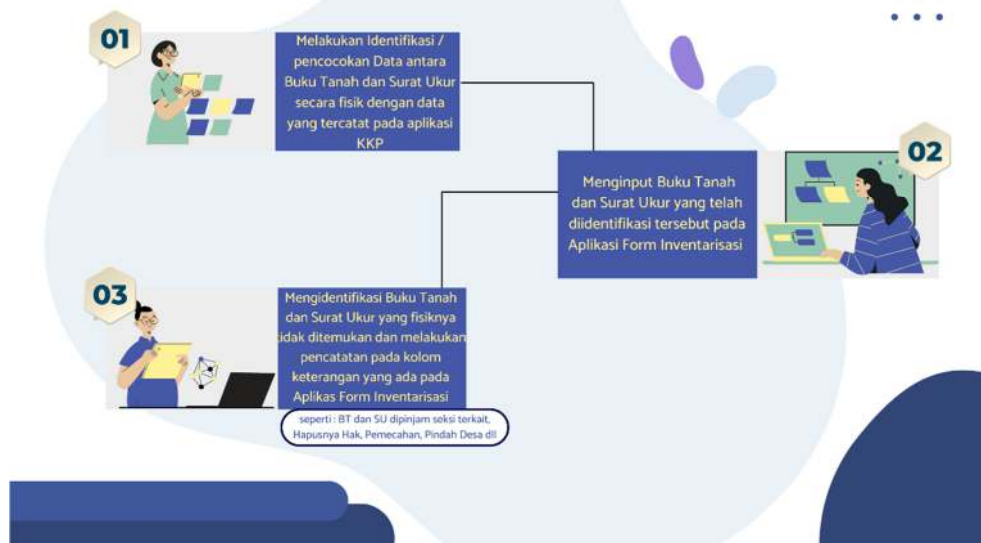 01
Melakukan Identifikasi /
pencocokan Data antara
Buku Tanah dan Surat Ukur
secara fisik dengan data
yang tercatat pada aplikasi
KKP
02
Menginput Buku Tanah
dan Surat Ukur yang telah
diidentifikasi tersebut pada
Aplikasi Form Inventarisasi
03
Mengidentifikasi Buku Tanah
dan Surat Ukur yang fisiknya
tidak ditemukan dan melakukan
pencatatan pada kolom
keterangan yang ada pada
Aplikas Form Inventarisasi
seperti : BT dan SU dipinjam seksi terkait,
Hapusnya Hak, Pemecahan, Pindah Desa dll